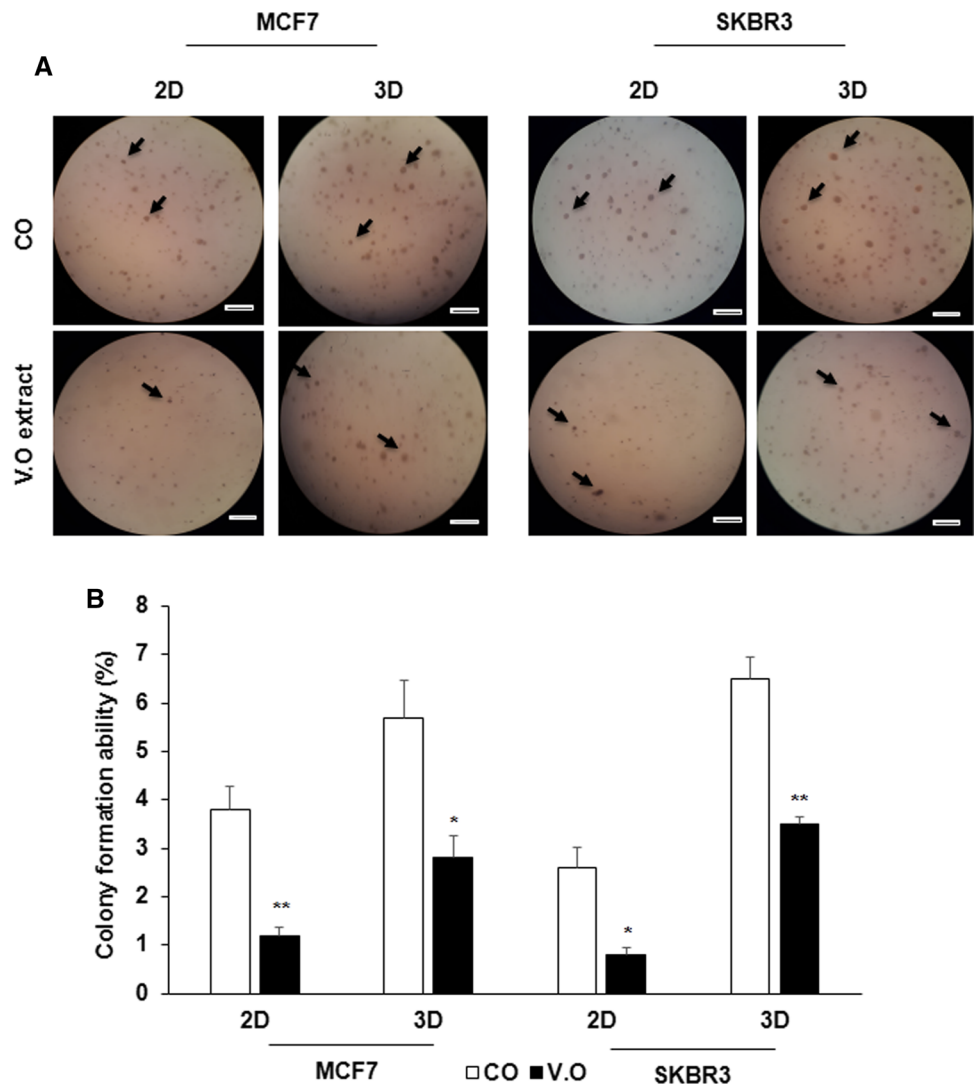 MCF7 SKBR3
A
2D 3D 2D 3D
CO
V.O extract
B
Colony formation ability (%)
8
7
6
5
4
3
2
1
0
** * * **
2D 3D 2D 3D
MCF7 CO V.O SKBR3